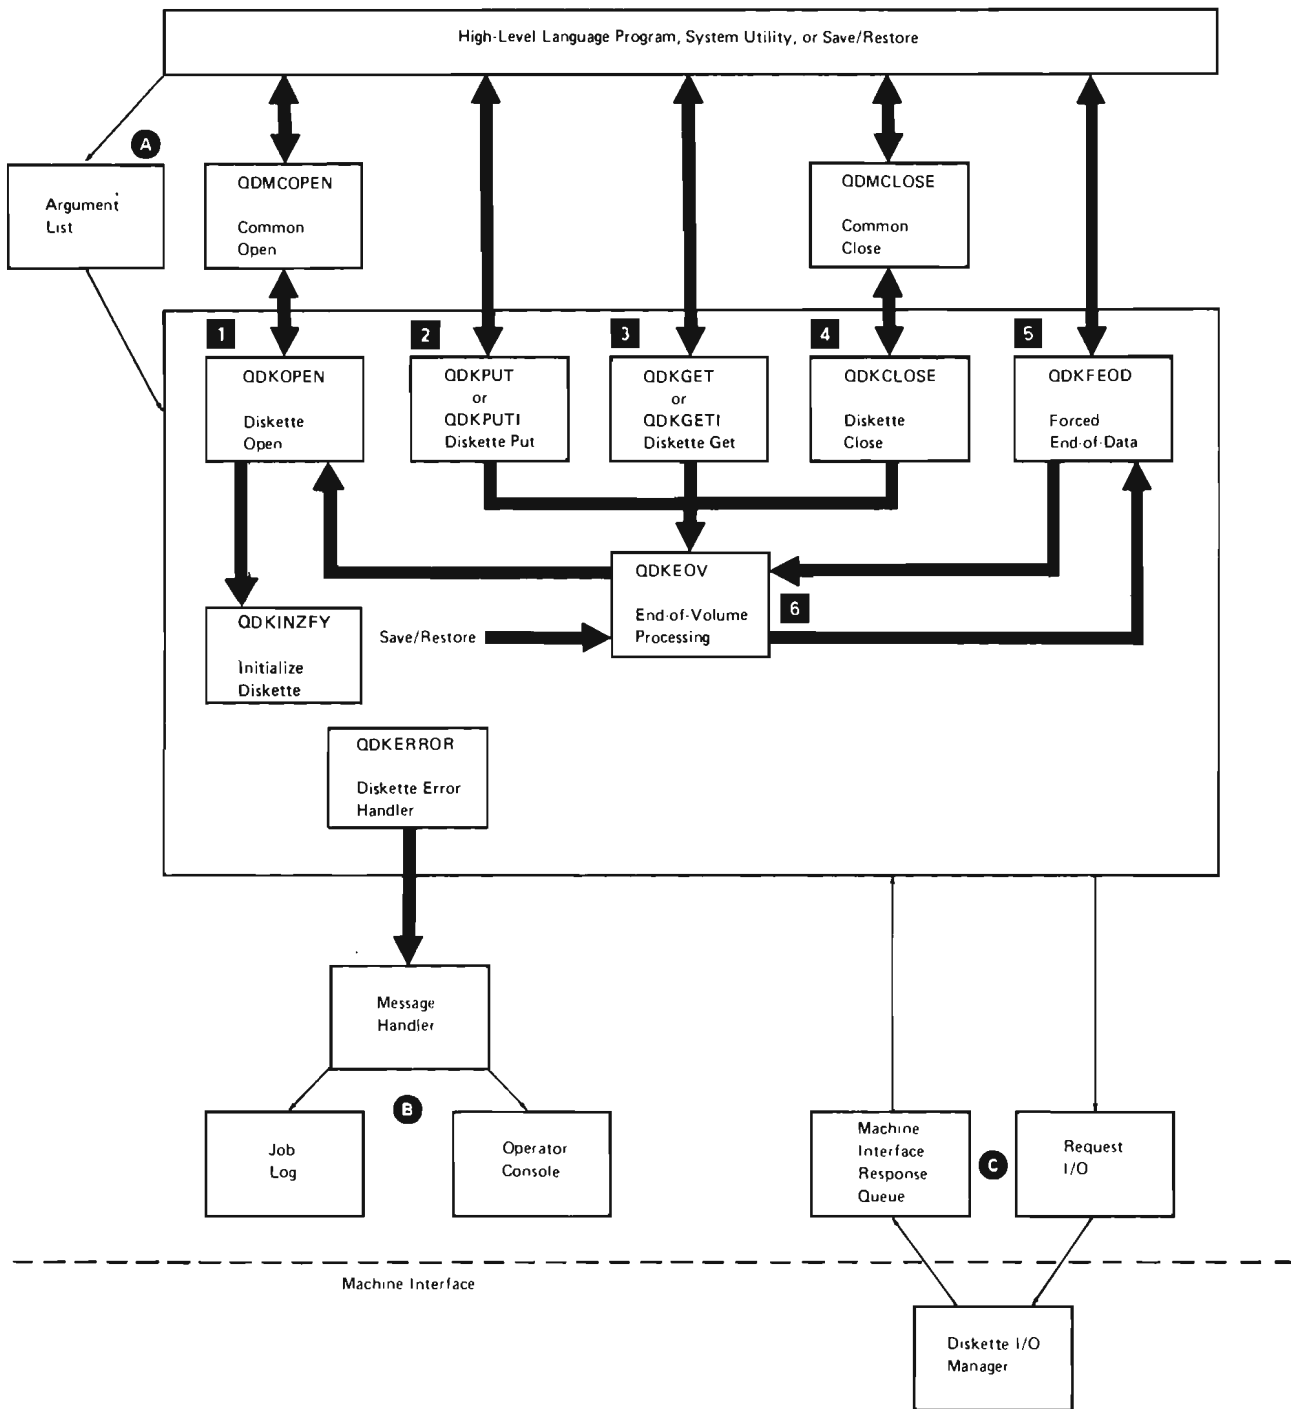 High-Level Language Program, System Utility, or Save/Restore
A
Argument
List
QDMCOPEN
Common
Open
QDMCLOSE
Common
Close
1
2
3
4
5
QDKOPEN
Diskette
Open
QDKPUT
or
QDKPUTI
Diskette Put
QDKGET
or
QDKGETI
Diskette Get
QDKCLOSE
Diskette
Close
QDKFEOD
Forced
End-of-Data
QDKEOV
End-of-Volume
Processing
6
QDKINZFY
Initialize
Diskette
Save/Restore
QDKERROR
Diskette Error
Handler
Message
Handler
B
Job
Log
Operator
Console
Machine
Interface
Response
Queue
C
Request
I/O
Machine Interface
Diskette I/O
Manager